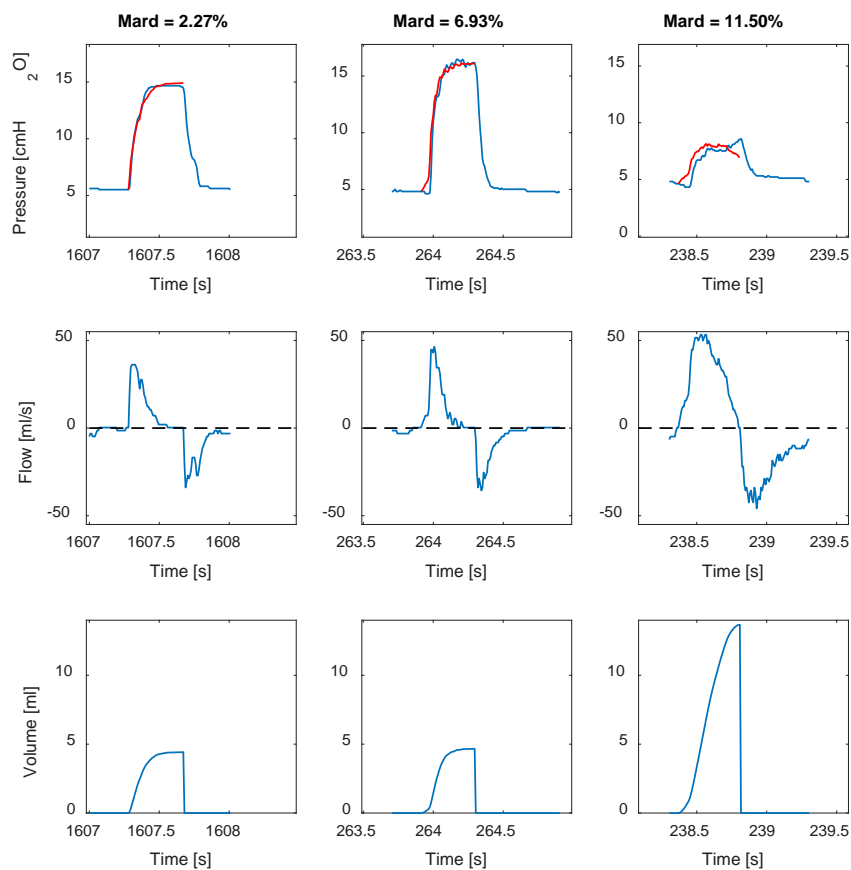 Mard = 2.27% Mard = 6.93% Mard = 11.50%
Pressure [cmH2O]
15 15 15
10 10 10
5 5 5
0
1607 1607.5 1608 263.5 264 264.5 238.5 239 239.5
Time [s] Time [s] Time [s]
Flow [ml/s]
50 50 50
0 0 0
-50 -50 -50
1607 1607.5 1608 263.5 264 264.5 238.5 239 239.5
Time [s] Time [s] Time [s]
Volume [ml]
10 10 10
5 5 5
0 0 0
1607 1607.5 1608 263.5 264 264.5 238.5 239 239.5
Time [s] Time [s] Time [s]